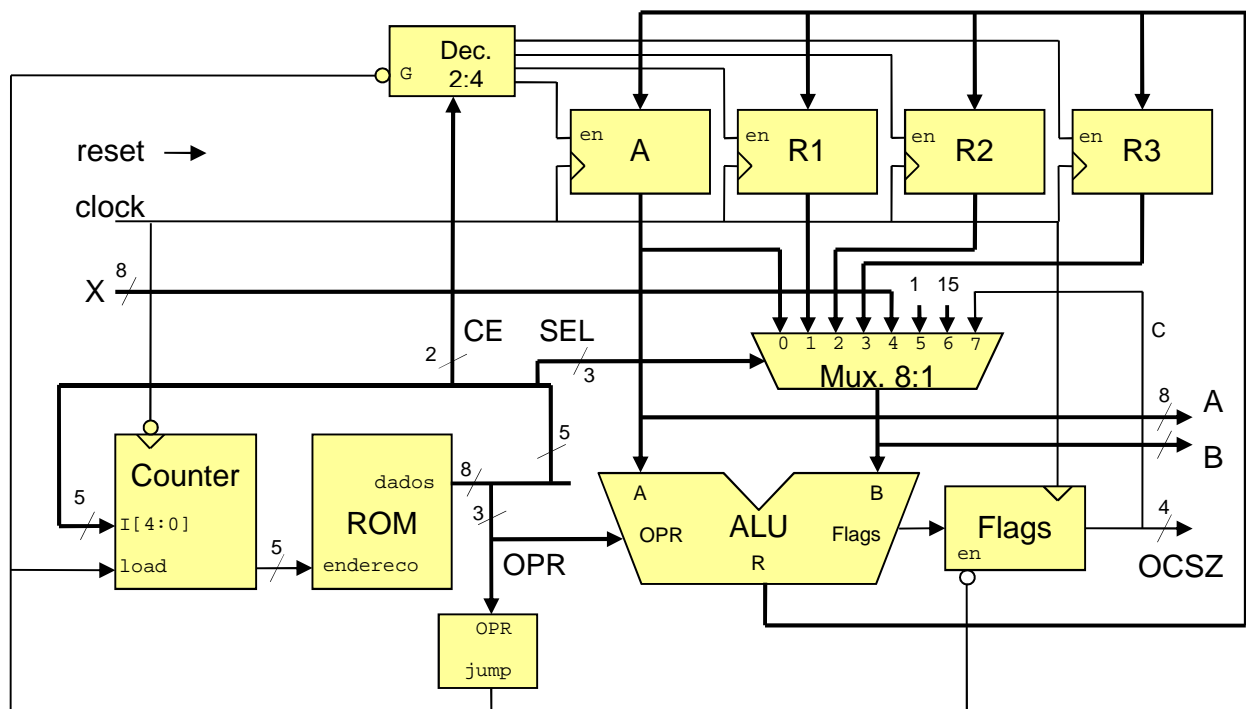 Dec.
2:4
G
en
A
en
R1
en
R2
en
R3
reset
clock
8
X
1
15
0 1 2 3 4 5 6 7
Mux. 8:1
C
CE
SEL
2
3
8
A
B
5
Counter
5
I[4:0]
load
5
dados
ROM
endereco
8
3
OPR
A
B
OPR
ALU
Flags
R
Flags
en
4
OCSZ
OPR
jump